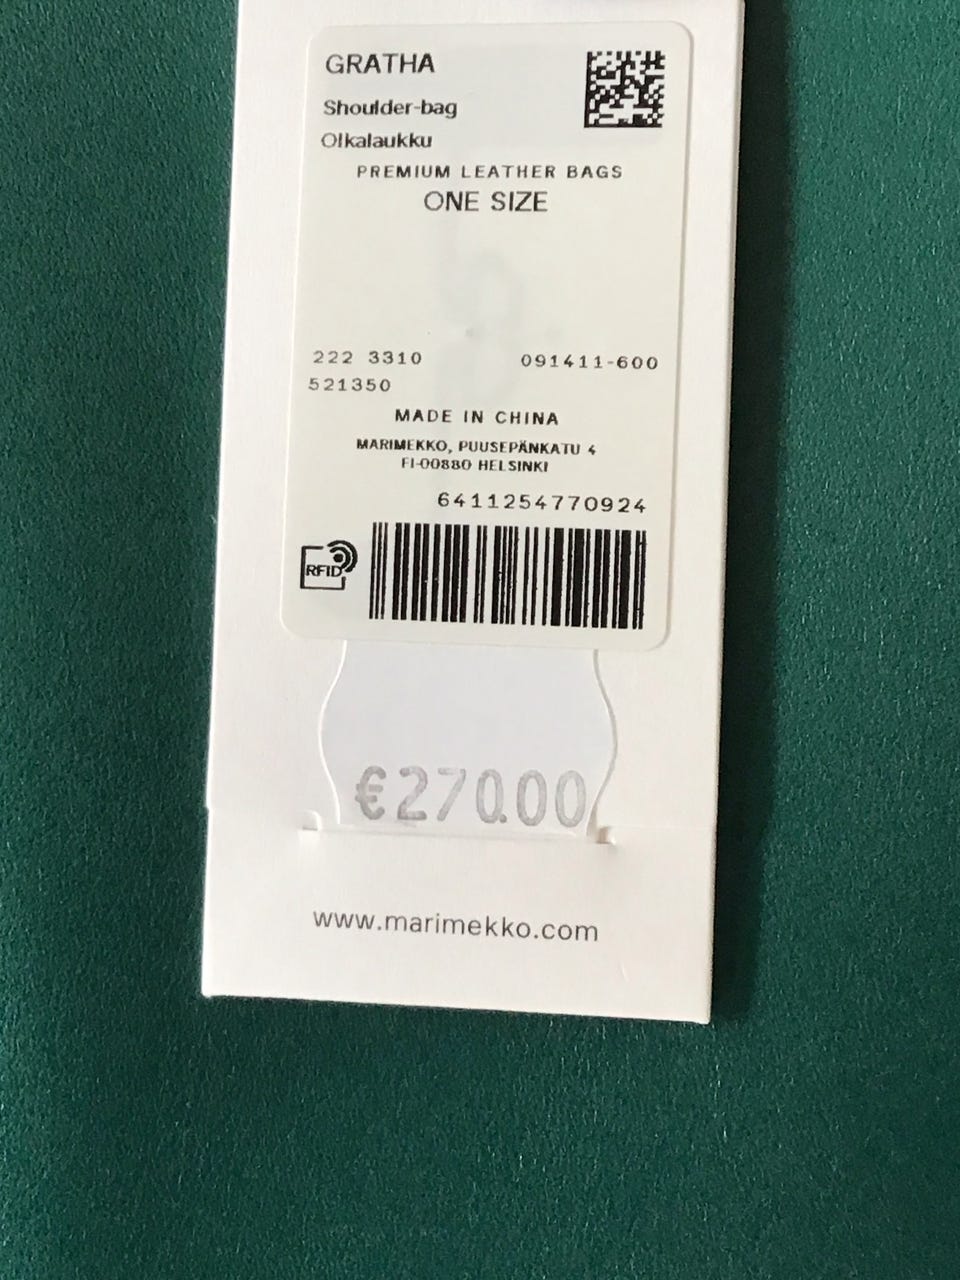 GRATHA
Shoulder-bag
Olkalaukku
PREMIUM LEATHER BAGS
ONE SIZE
222 3310 091411-600
521350
MADE IN CHINA
MARIMEKKO, PUUSEPÄNKATU 4
FI-00880 HELSINKI
6411254770924
RFID
€270.00
www.marimekko.com